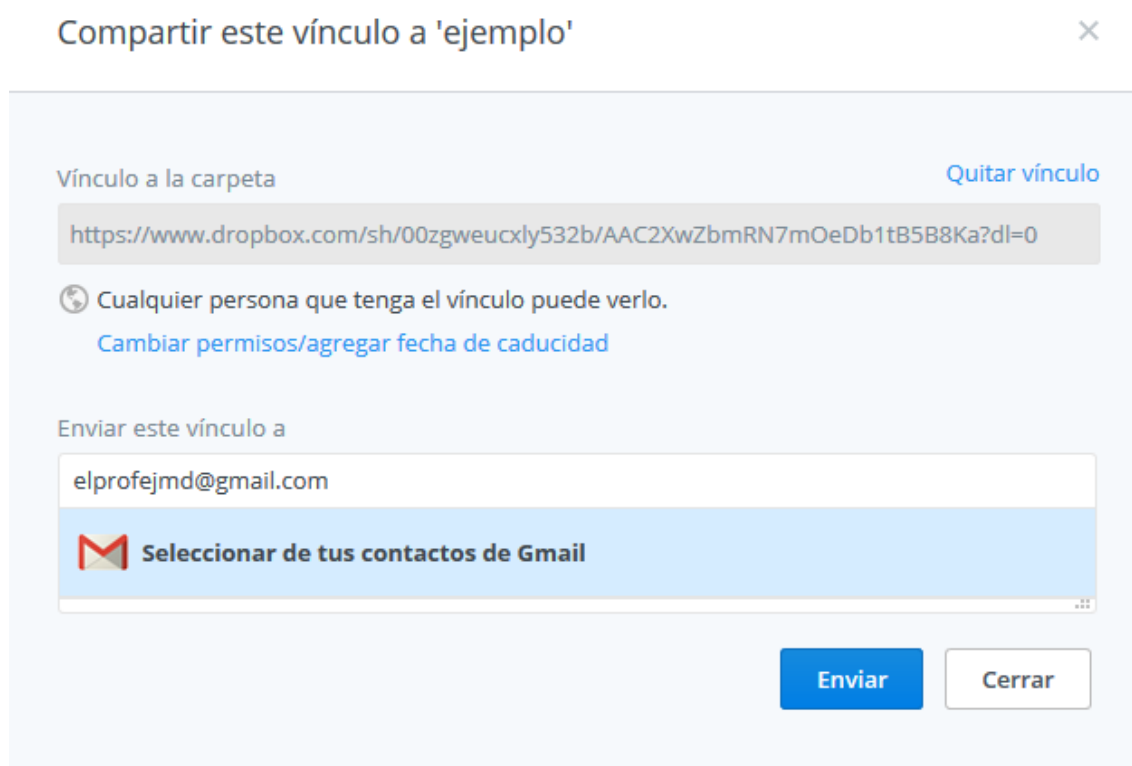 Compartir este vínculo a 'ejemplo'
Vínculo a la carpeta
Quitar vínculo
https://www.dropbox.com/sh/00zgweucxly532b/AAC2XwZbmRN7mOeDb1tB5B8Ka?dl=0
Cualquier persona que tenga el vínculo puede verlo.
Cambiar permisos/agregar fecha de caducidad
Enviar este vínculo a
elprofejmd@gmail.com
Seleccionar de tus contactos de Gmail
Enviar
Cerrar